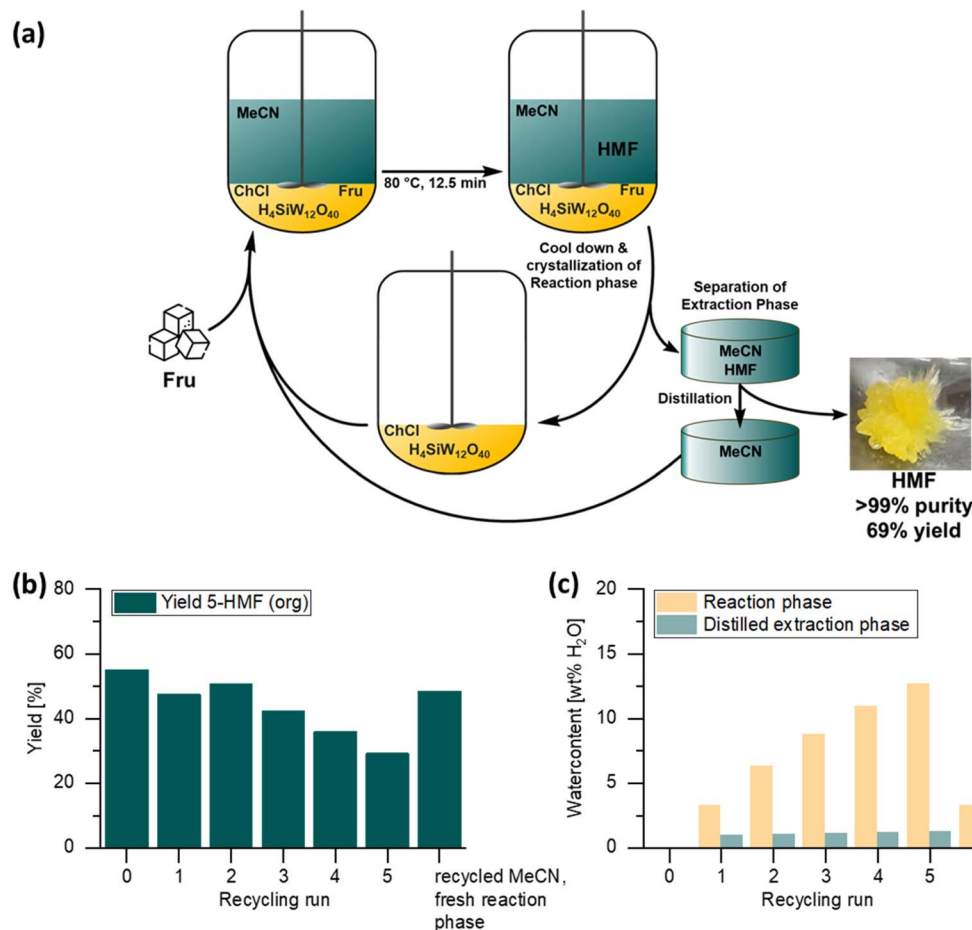 (a)
MeCN
ChCl
Fru
H₄SiW₁₂O₄₀
80 °C, 12.5 min
MeCN
HMF
ChCl
Fru
H₄SiW₁₂O₄₀
Cool down &
crystallization of
Reaction phase
Separation of
Extraction Phase
MeCN
HMF
Distillation
MeCN
Fru
ChCl
H₄SiW₁₂O₄₀
HMF
>99% purity
69% yield
(b)
Yield 5-HMF (org)
Yield [%]
80
60
40
20
0
0 1 2 3 4 5
recycled MeCN,
fresh reaction
phase
Recycling run
(c)
Reaction phase
Distilled extraction phase
Watercontent [wt% H₂O]
20
15
10
5
0
0 1 2 3 4 5
Recycling run